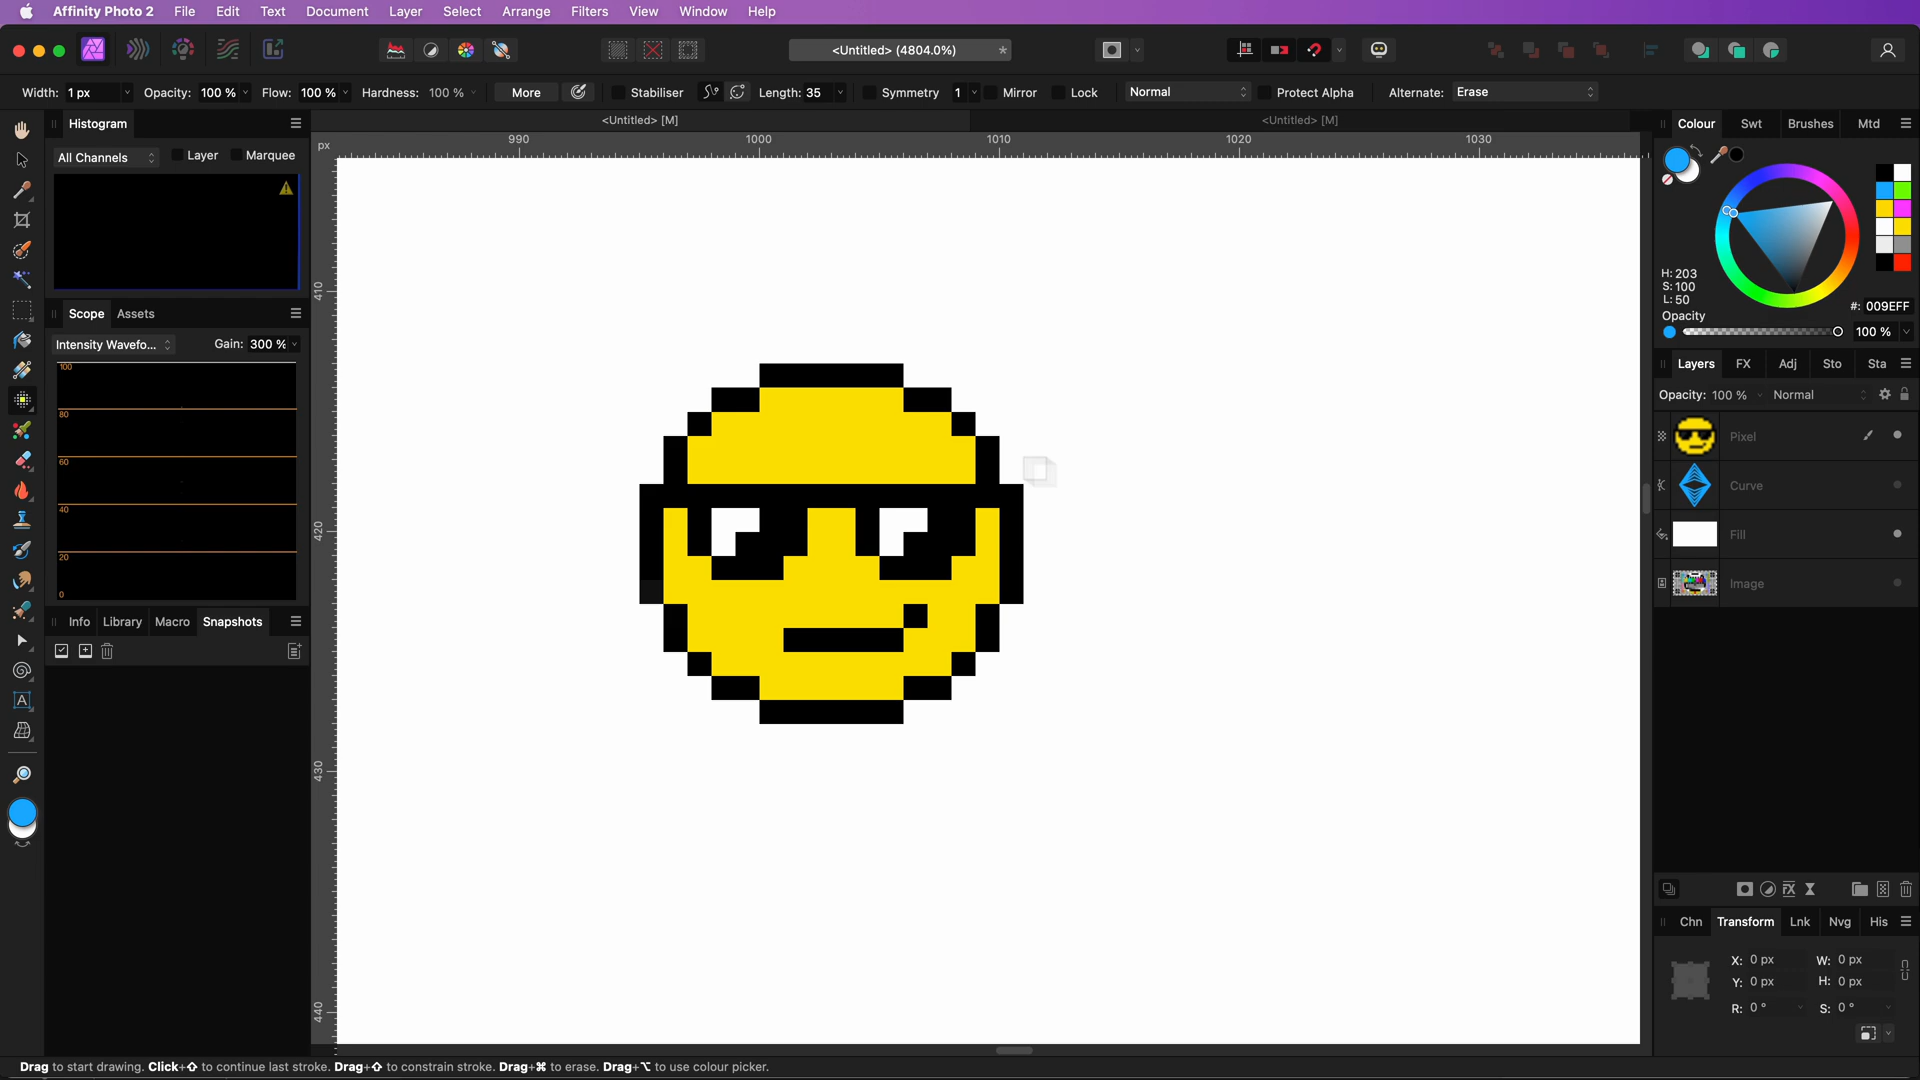 Affinity Photo 2 File Edit Text Document Layer Select Arrange Filters View Window Help
<Untitled> (4804.0%) *
Width: 1 px Opacity: 100 % Flow: 100 % Hardness: 100 % More Stabiliser Length: 35 Symmetry 1 Mirror Lock Normal Protect Alpha Alternate: Erase
<Untitled> [M] <Untitled> [M]
Histogram
All Channels Layer Marquee
Scope Assets
Intensity Wavefo... Gain: 300 %
100
80
60
40
20
0
Info Library Macro Snapshots
px 990 1000 1010 1020 1030
410
420
430
440
Colour Swt Brushes Mtd
H: 203
S: 100
L: 50
#: 009EFF
Opacity
100 %
Layers FX Adj Sto Sta
Opacity: 100 % Normal
Pixel
Curve
Fill
Image
Chn Transform Lnk Nvg His
X: 0 px W: 0 px
Y: 0 px H: 0 px
R: 0 ° S: 0 °
Drag to start drawing. Click+⇧ to continue last stroke. Drag+⇧ to constrain stroke. Drag+⌘ to erase. Drag+⌥ to use colour picker.